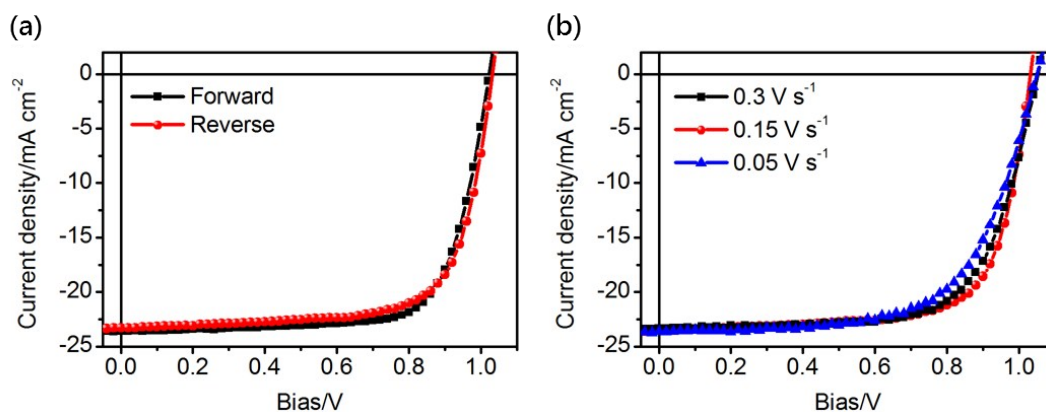 (a)
Current density/mA cm⁻²
0
-5
-10
-15
-20
-25
Forward
Reverse
0.0 0.2 0.4 0.6 0.8 1.0
Bias/V
(b)
Current density/mA cm⁻²
0
-5
-10
-15
-20
-25
0.3 V s⁻¹
0.15 V s⁻¹
0.05 V s⁻¹
0.0 0.2 0.4 0.6 0.8 1.0
Bias/V